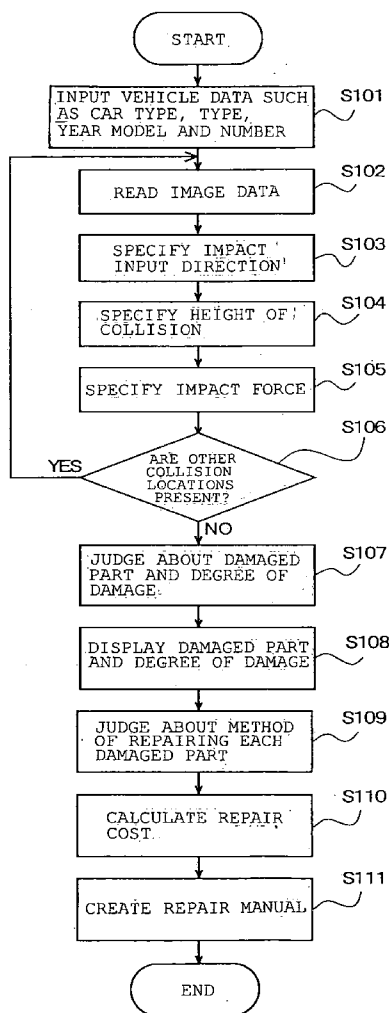 START
INPUT VEHICLE DATA SUCH
AS CAR TYPE, TYPE,
YEAR MODEL AND NUMBER
S101
READ IMAGE DATA
S102
SPECIFY IMPACT
INPUT DIRECTION
S103
SPECIFY HEIGHT OF
COLLISION
S104
SPECIFY IMPACT FORCE
S105
ARE OTHER
COLLISION
LOCATIONS
PRESENT?
S106
YES
NO
JUDGE ABOUT DAMAGED
PART AND DEGREE OF
DAMAGE
S107
DISPLAY DAMAGED PART
AND DEGREE OF DAMAGE
S108
JUDGE ABOUT METHOD
OF REPAIRING EACH
DAMAGED PART
S109
CALCULATE REPAIR
COST
S110
CREATE REPAIR MANUAL
S111
END